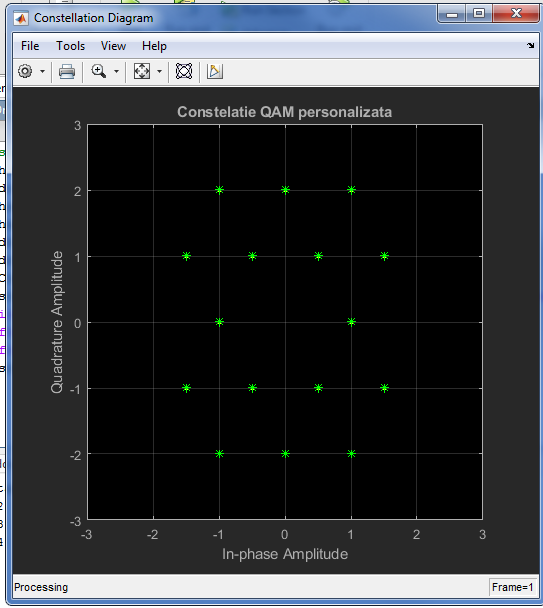 Constellation Diagram
File Tools View Help
Constelatie QAM personalizata
3
2
1
0
-1
-2
-3
Quadrature Amplitude
-3 -2 -1 0 1 2 3
In-phase Amplitude
Processing Frame=1